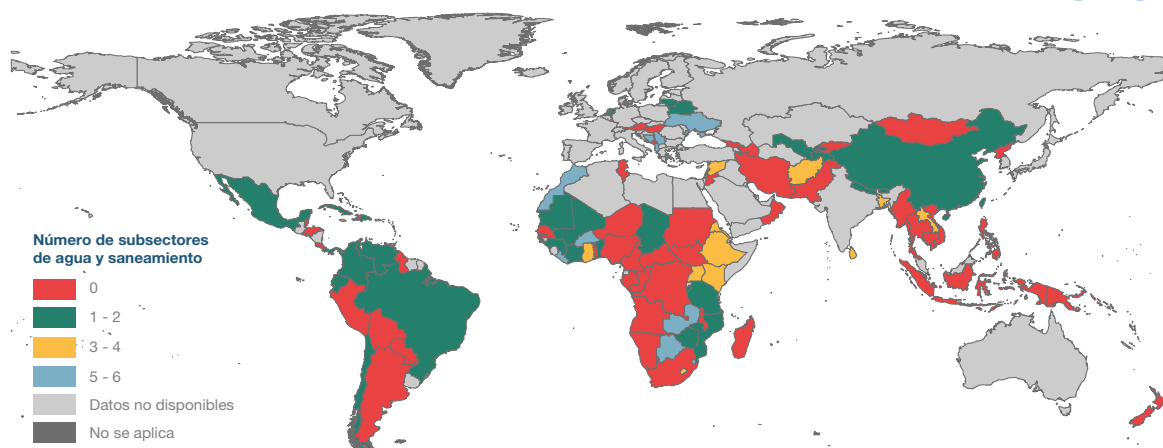 Número de subsectores
de agua y saneamiento
0
1 - 2
3 - 4
5 - 6
Datos no disponibles
No se aplica